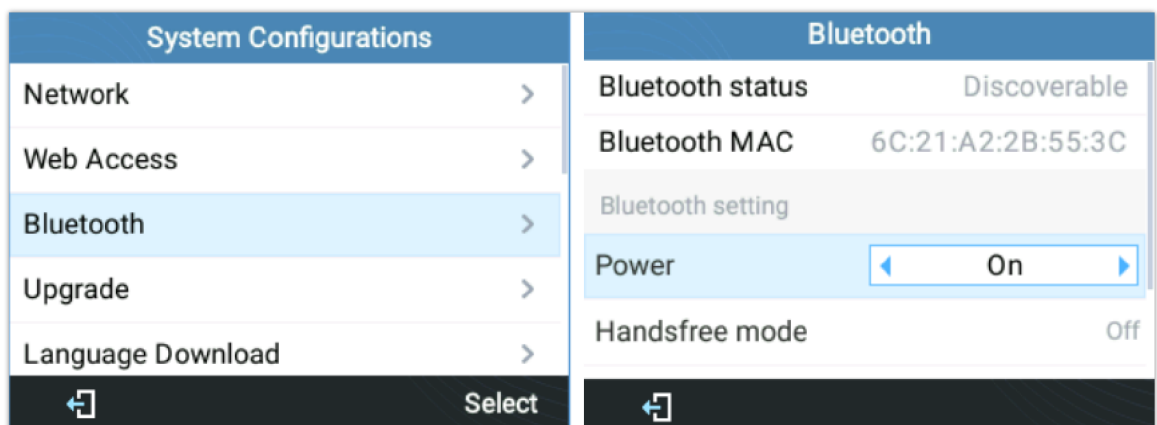 System Configurations
Network
Web Access
Bluetooth
Upgrade
Language Download
Select
Bluetooth
Bluetooth status Discoverable
Bluetooth MAC 6C:21:A2:2B:55:3C
Bluetooth setting
Power On
Handsfree mode Off